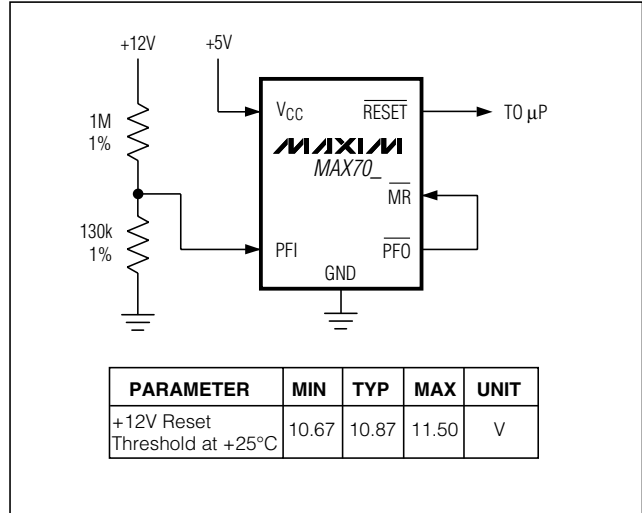 +12V
+5V
1M
1%
130k
1%
VCC
RESET
TO µP
MAXIM
MAX70_
MR
PFI
PFO
GND
PARAMETER MIN TYP MAX UNIT
+12V Reset
Threshold at +25°C 10.67 10.87 11.50 V